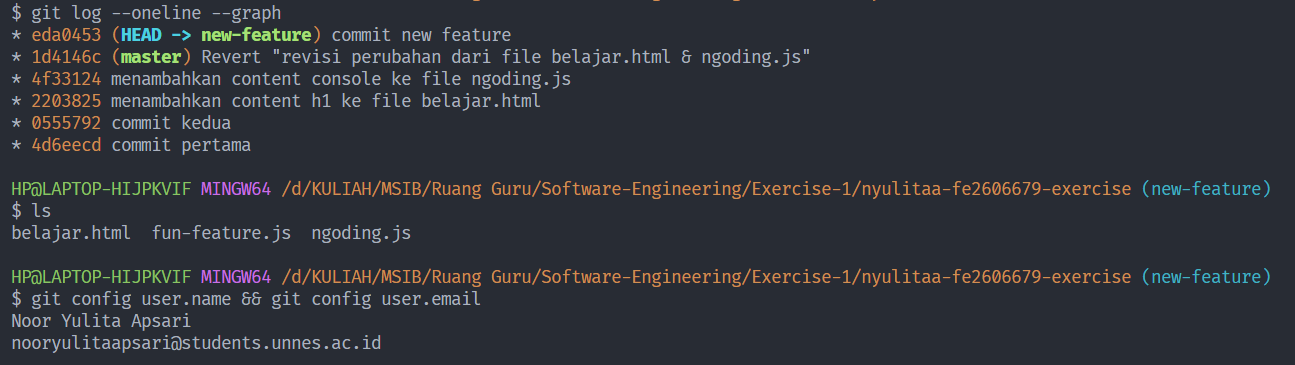 $ git log --oneline --graph
* eda0453 (HEAD -> new-feature) commit new feature
* 1d4146c (master) Revert "revisi perubahan dari file belajar.html & ngoding.js"
* 4f33124 menambahkan content console ke file ngoding.js
* 2203825 menambahkan content h1 ke file belajar.html
* 0555792 commit kedua
* 4d6eecd commit pertama
HP@LAPTOP-HIJPKVIF MINGW64 /d/KULIAH/MSIB/Ruang Guru/Software-Engineering/Exercise-1/nyulitaa-fe2606679-exercise (new-feature)
$ ls
belajar.html  fun-feature.js  ngoding.js
HP@LAPTOP-HIJPKVIF MINGW64 /d/KULIAH/MSIB/Ruang Guru/Software-Engineering/Exercise-1/nyulitaa-fe2606679-exercise (new-feature)
$ git config user.name && git config user.email
Noor Yulita Apsari
nooryulitaapsari@students.unnes.ac.id